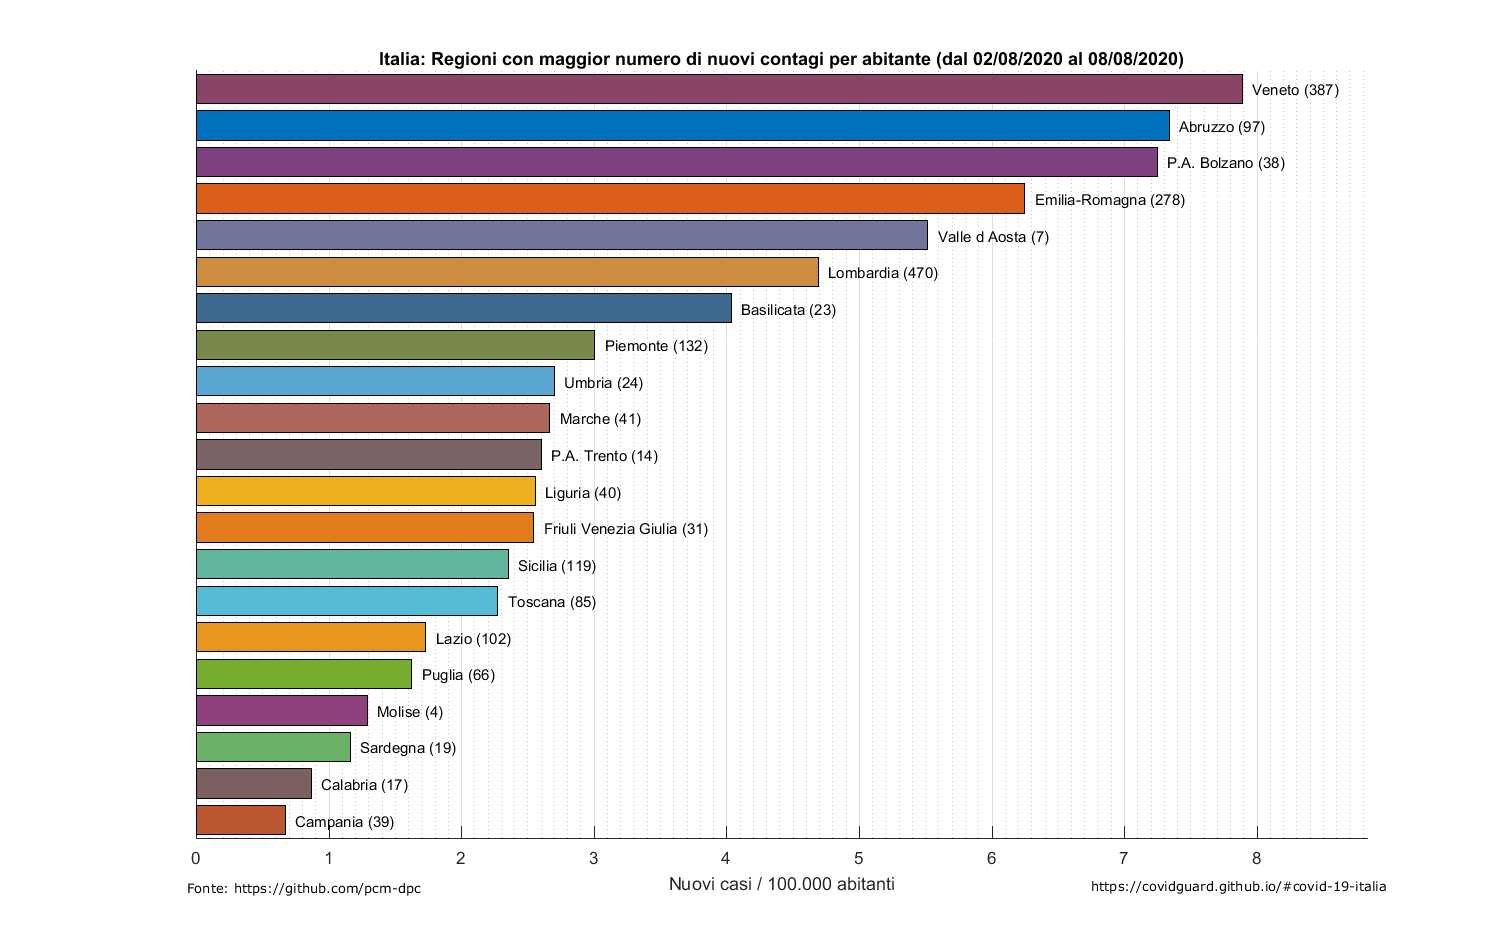 Italia: Regioni con maggior numero di nuovi contagi per abitante (dal 02/08/2020 al 08/08/2020)
Veneto (387)
Abruzzo (97)
P.A. Bolzano (38)
Emilia-Romagna (278)
Valle d Aosta (7)
Lombardia (470)
Basilicata (23)
Piemonte (132)
Umbria (24)
Marche (41)
P.A. Trento (14)
Liguria (40)
Friuli Venezia Giulia (31)
Sicilia (119)
Toscana (85)
Lazio (102)
Puglia (66)
Molise (4)
Sardegna (19)
Calabria (17)
Campania (39)
0 1 2 3 4 5 6 7 8
Nuovi casi / 100.000 abitanti
Fonte: https://github.com/pcm-dpc
https://covidguard.github.io/#covid-19-italia